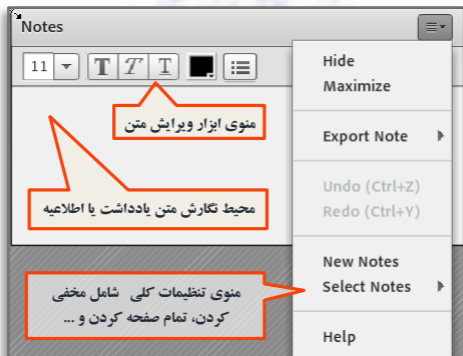 Notes
11 T T T
Hide
Maximize
Export Note
Undo (Ctrl+Z)
Redo (Ctrl+Y)
New Notes
Select Notes
Help
منوی ابزار ویرایش متن
محیط نگارش متن یادداشت یا اطلاعیه
منوی تنظیمات کلی شامل مخفی
کردن، تمام صفحه کردن و ...